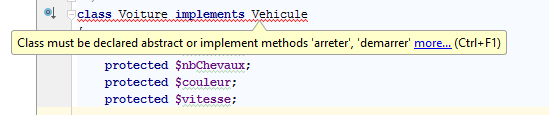 class Voiture implements Vehicule
Class must be declared abstract or implement methods 'arreter', 'demarrer' more... (Ctrl+F1)
protected $nbChevaux;
protected $couleur;
protected $vitesse;